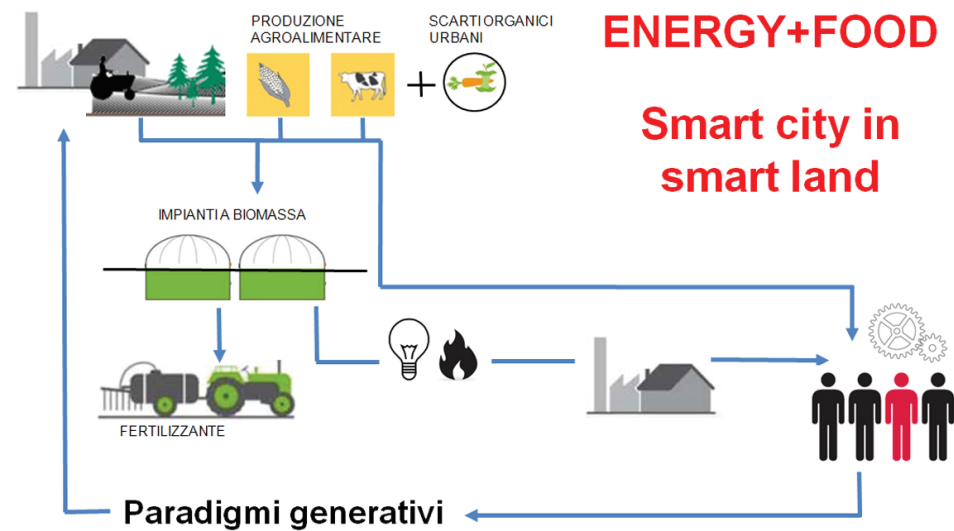 PRODUZIONE
AGROALIMENTARE
SCARTI ORGANICI
URBANI
ENERGY+FOOD
Smart city in
smart land
IMPIANTI A BIOMASSA
FERTILIZZANTE
Paradigmi generativi